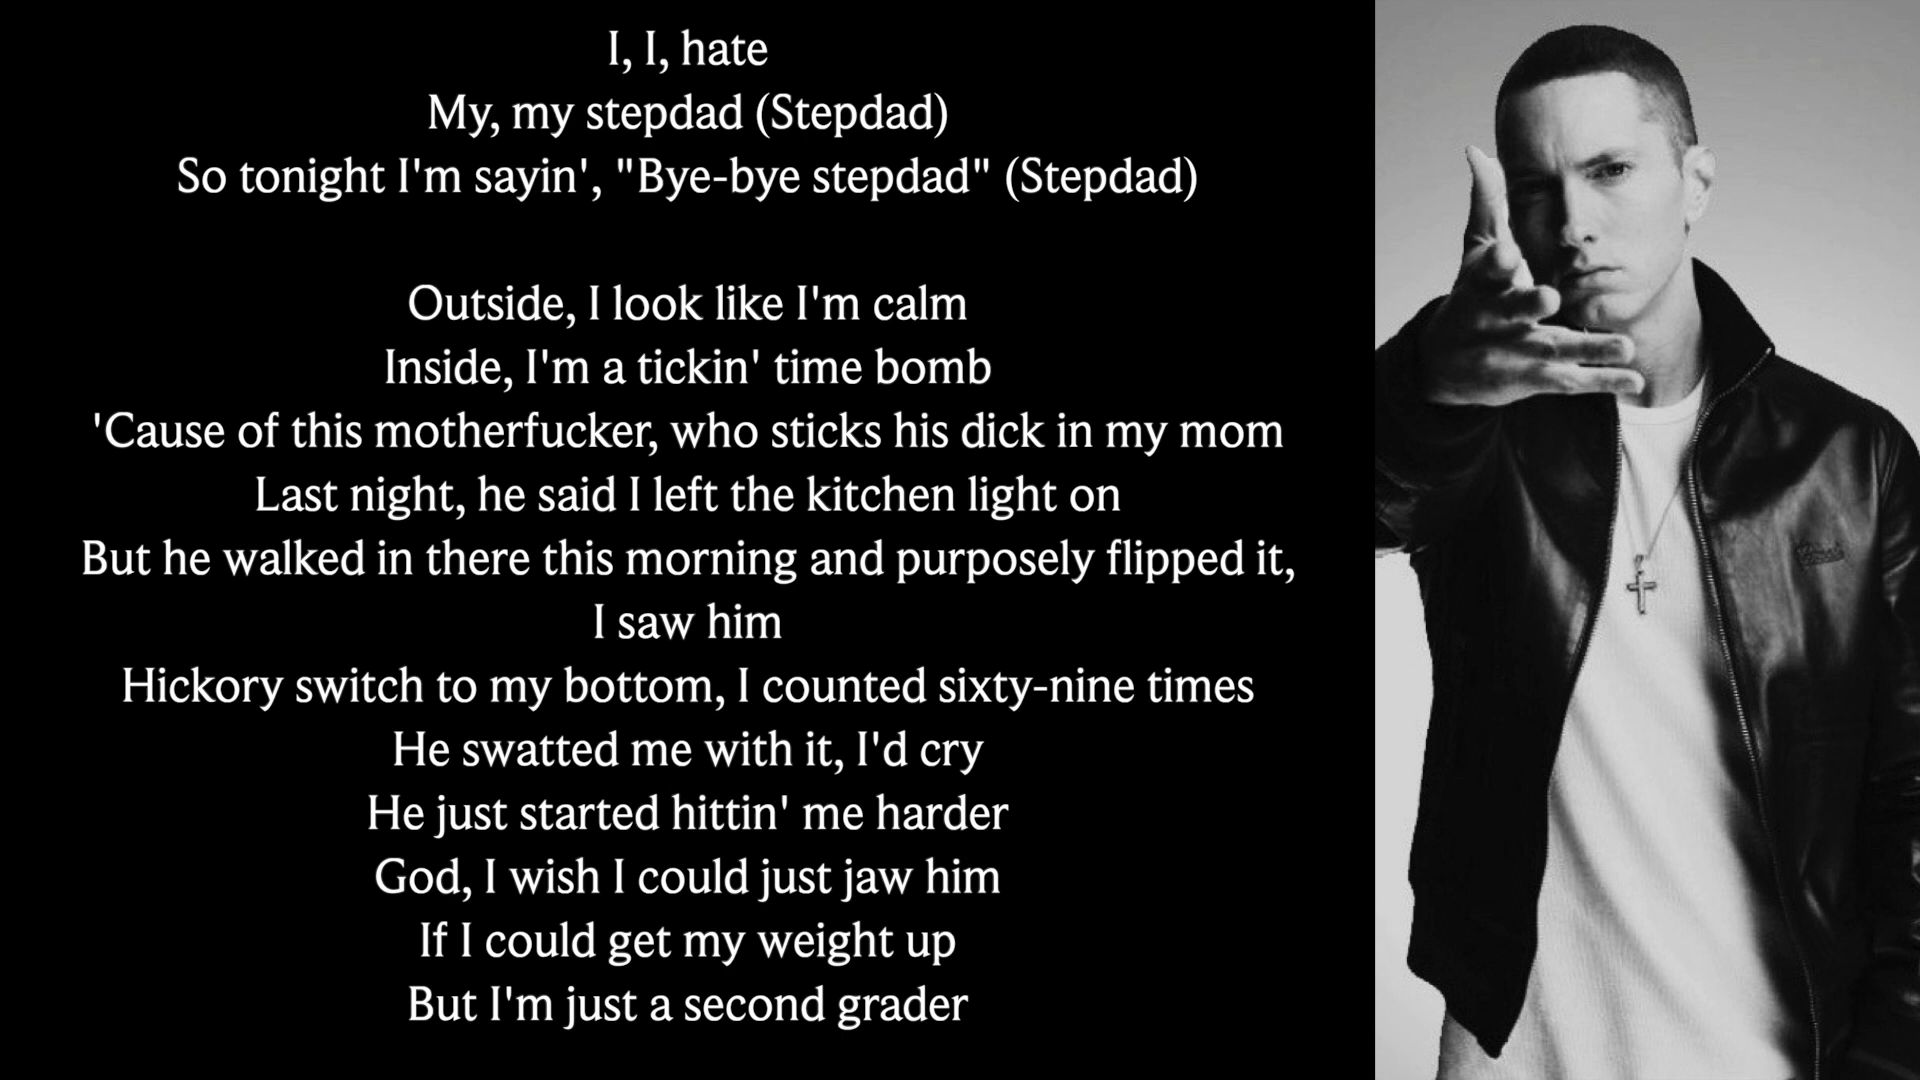 I, I, hate
My, my stepdad (Stepdad)
So tonight I'm sayin', "Bye-bye stepdad" (Stepdad)
Outside, I look like I'm calm
Inside, I'm a tickin' time bomb
'Cause of this motherfucker, who sticks his dick in my mom
Last night, he said I left the kitchen light on
But he walked in there this morning and purposely flipped it,
I saw him
Hickory switch to my bottom, I counted sixty-nine times
He swatted me with it, I'd cry
He just started hittin' me harder
God, I wish I could just jaw him
If I could get my weight up
But I'm just a second grader